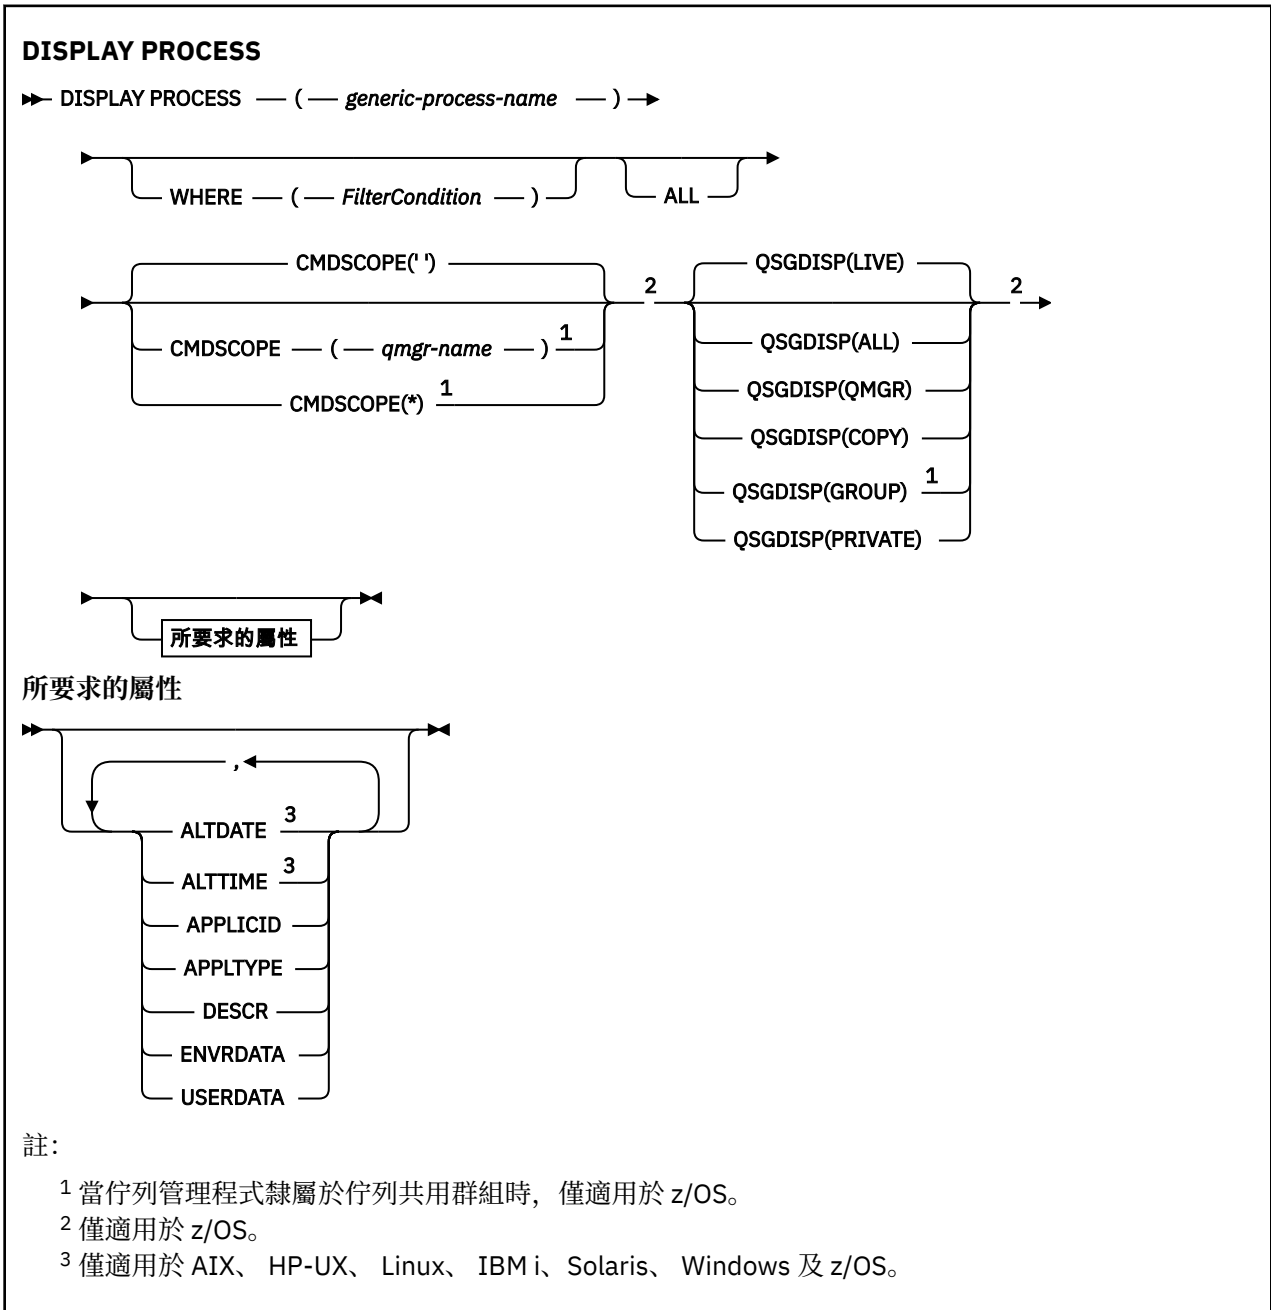 DISPLAY PROCESS
DISPLAY PROCESS ( generic-process-name )
WHERE ( FilterCondition ) ALL
CMDSCOPE(' ')
2
CMDSCOPE ( qmgr-name ) 1
CMDSCOPE(*) 1
QSGDISP(LIVE)
2
QSGDISP(ALL)
QSGDISP(QMGR)
QSGDISP(COPY)
QSGDISP(GROUP) 1
QSGDISP(PRIVATE)
所要求的屬性
所要求的屬性
,
ALTDATE 3
ALTTIME 3
APPLICID
APPLTYPE
DESCR
ENVRDATA
USERDATA
註：
1 當佇列管理程式隸屬於佇列共用群組時，僅適用於 z/OS。
2 僅適用於 z/OS。
3 僅適用於 AIX、 HP-UX、 Linux、 IBM i、Solaris、 Windows 及 z/OS。